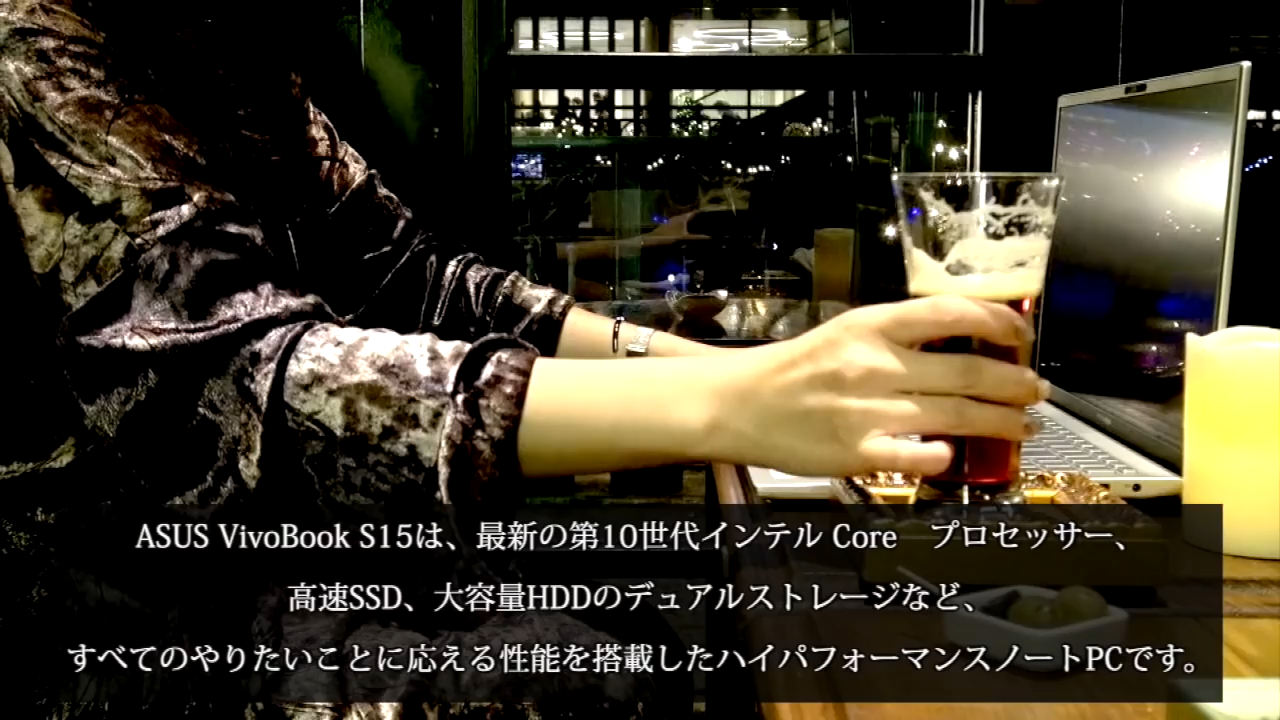 ASUS VivoBook S15は、最新の第10世代インテル Core　プロセッサー、
高速SSD、大容量HDDのデュアルストレージなど、
すべてのやりたいことに応える性能を搭載したハイパフォーマンスノートPCです。